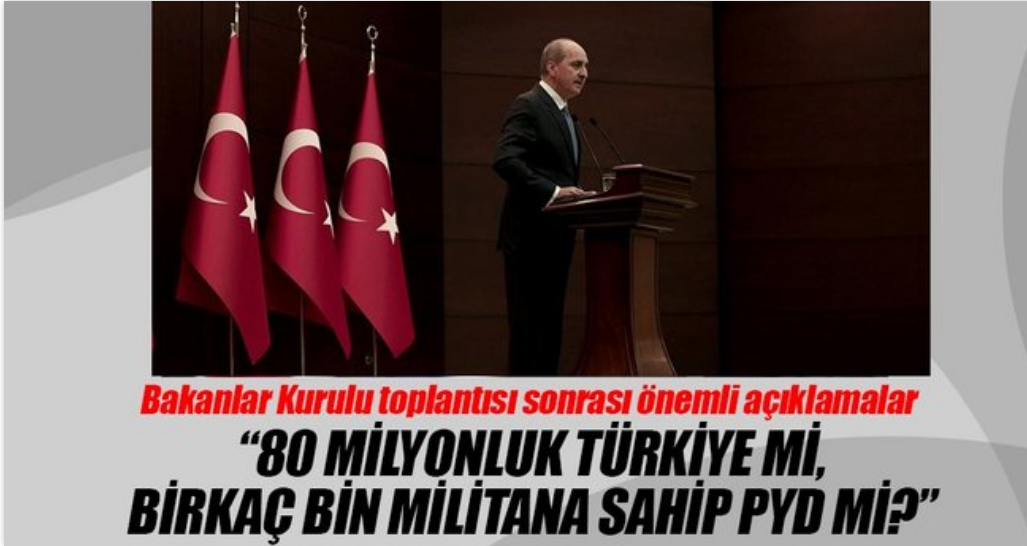 Bakanlar Kurulu toplantısı sonrası önemli açıklamalar
“80 MİLYONLUK TÜRKİYE Mİ,
BİRKAÇ BİN MİLİTANA SAHİP PYD Mİ?”